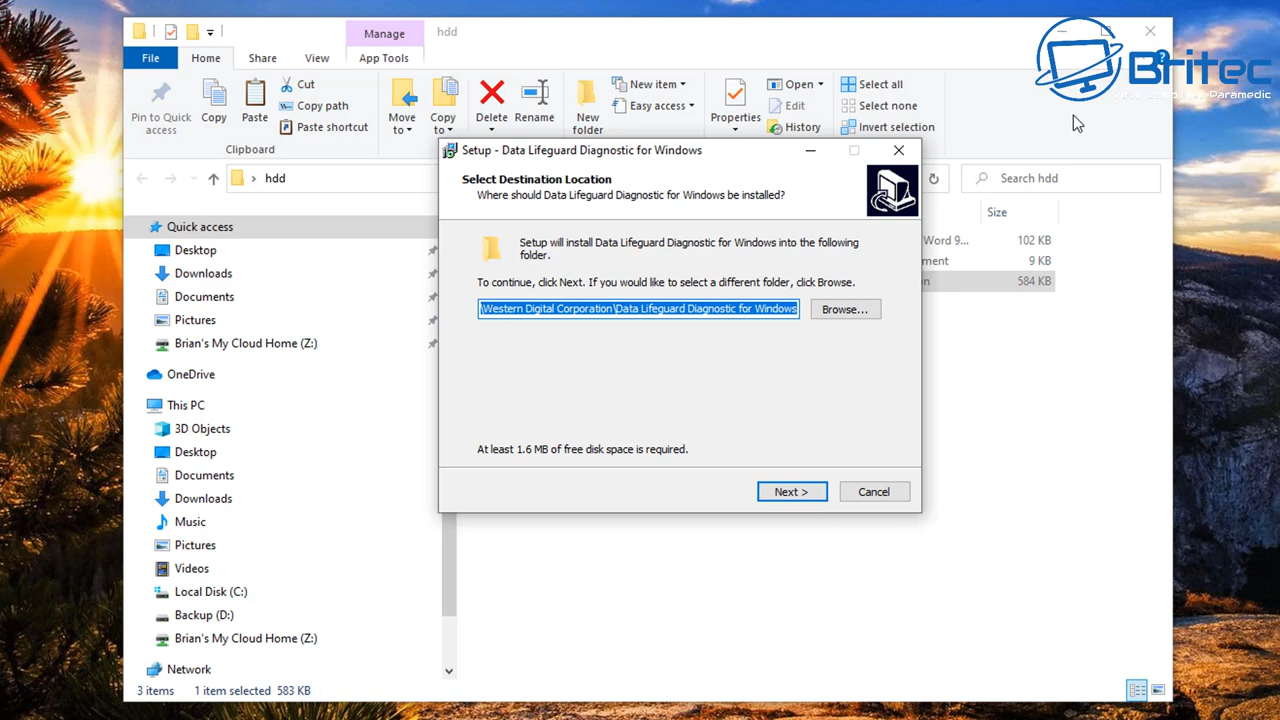 Manage
hdd
File
Home
Share
View
App Tools
Pin to Quick access
Copy
Paste
Cut
Copy path
Paste shortcut
Clipboard
Move to
Copy to
Delete
Rename
New folder
New item
Easy access
Properties
Open
Edit
History
Select all
Select none
Invert selection
Britec
Paramedic
hdd
Search hdd
Size
Word 9...
102 KB
ment
9 KB
584 KB
Quick access
Desktop
Downloads
Documents
Pictures
Brian's My Cloud Home (Z:)
OneDrive
This PC
3D Objects
Desktop
Documents
Downloads
Music
Pictures
Videos
Local Disk (C:)
Backup (D:)
Brian's My Cloud Home (Z:)
Network
3 items
1 item selected 583 KB
Setup - Data Lifeguard Diagnostic for Windows
Select Destination Location
Where should Data Lifeguard Diagnostic for Windows be installed?
Setup will install Data Lifeguard Diagnostic for Windows into the following
folder.
To continue, click Next. If you would like to select a different folder, click Browse.
\Western Digital Corporation\Data Lifeguard Diagnostic for Windows
Browse...
At least 1.6 MB of free disk space is required.
Next >
Cancel